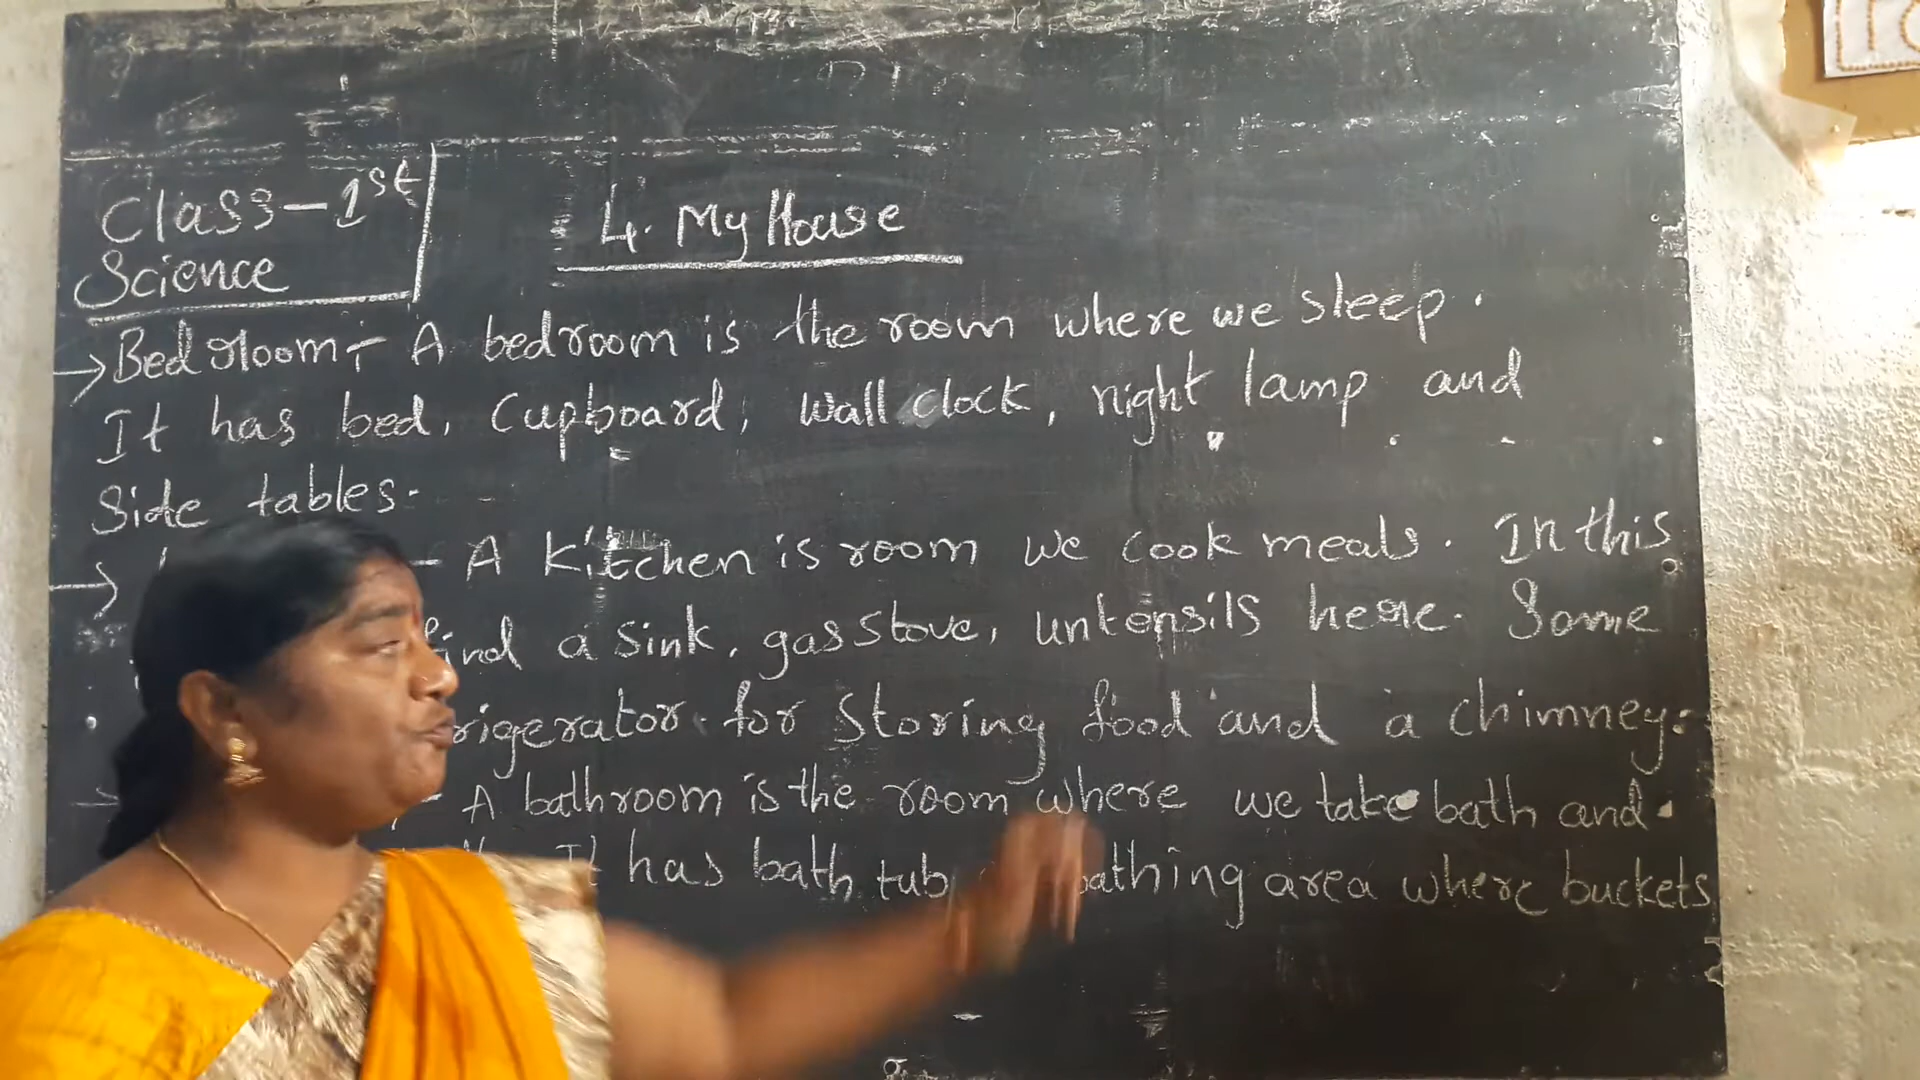 Class-1st
Science
4. My House
→ Bed room :- A bedroom is the room where we sleep.
It has bed, Cupboard, wall clock, night lamp and
Side tables.
→ - A kitchen is room we cook meals. In this
find a sink, gas stove, untensils here. Some
rigerator for Storing food and a chimney.
- A bathroom is the room where we take bath and
It has bath tub bathing area where buckets